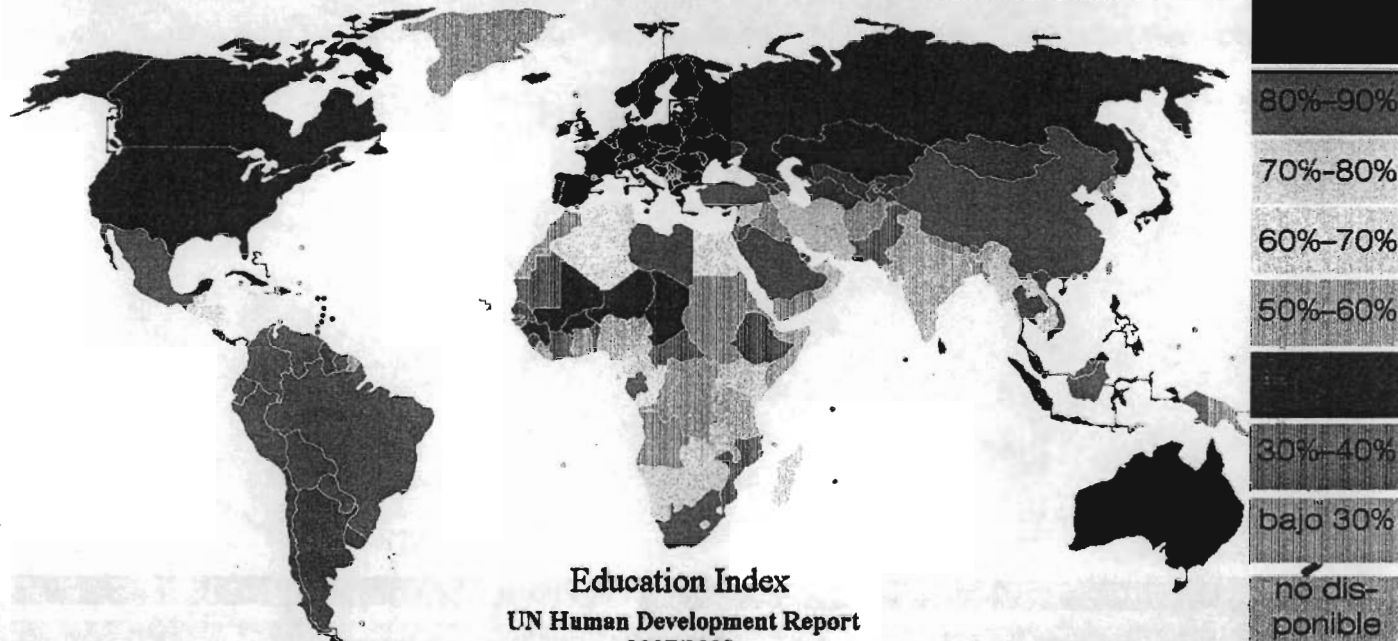 80%–90%
70%–80%
60%–70%
50%–60%
30%–40%
bajo 30%
no dis-
ponible
Education Index
UN Human Development Report